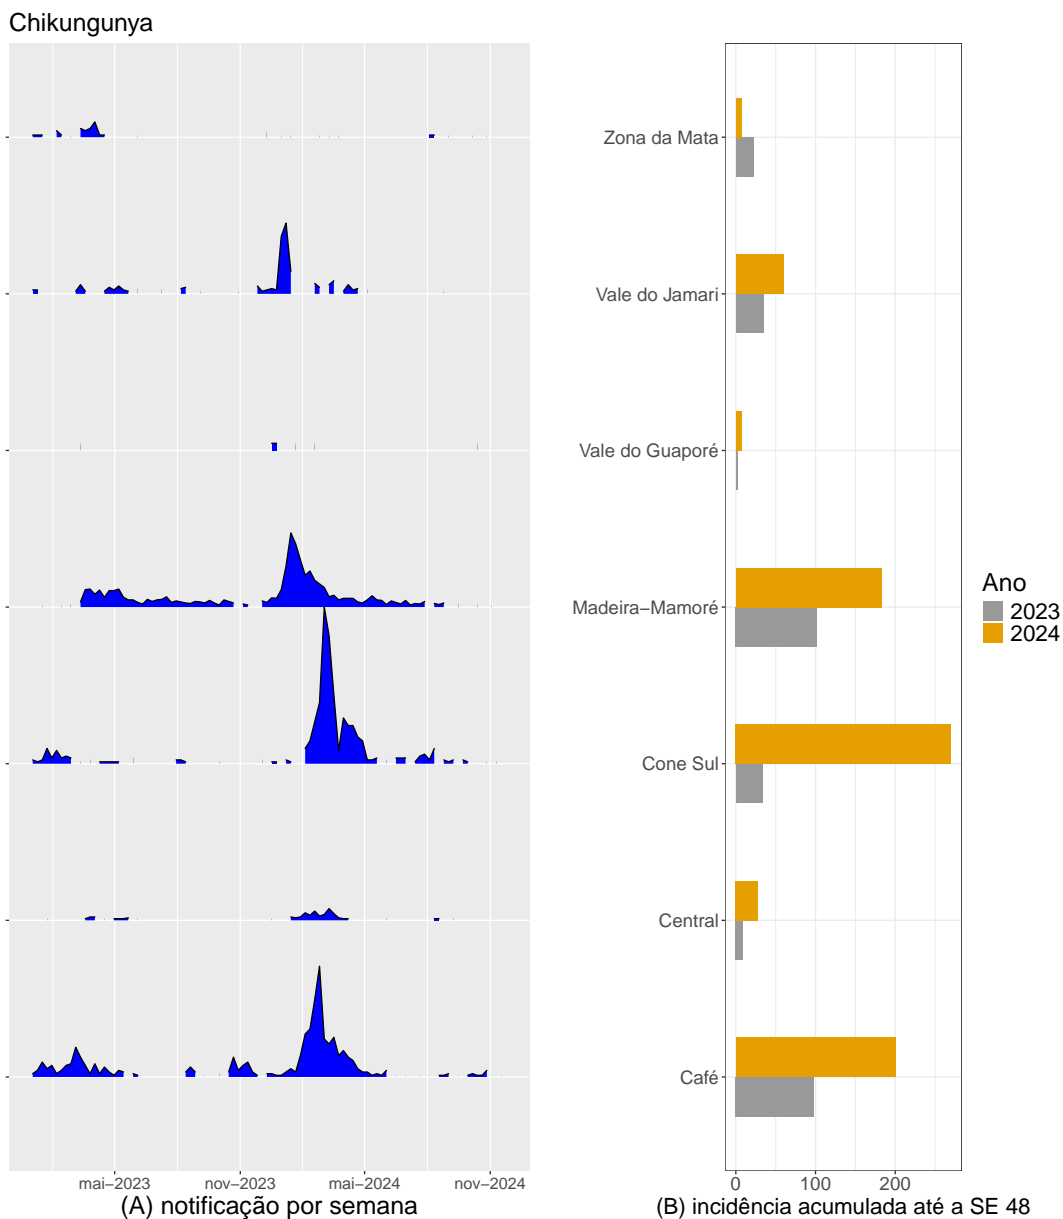 Chikungunya
Zona da Mata
Vale do Jamari
Vale do Guaporé
Madeira−Mamoré
Cone Sul
Central
Café
mai−2023
nov−2023
mai−2024
nov−2024
(A) notificação por semana
0
100
200
(B) incidência acumulada até a SE 48
Ano
2023
2024